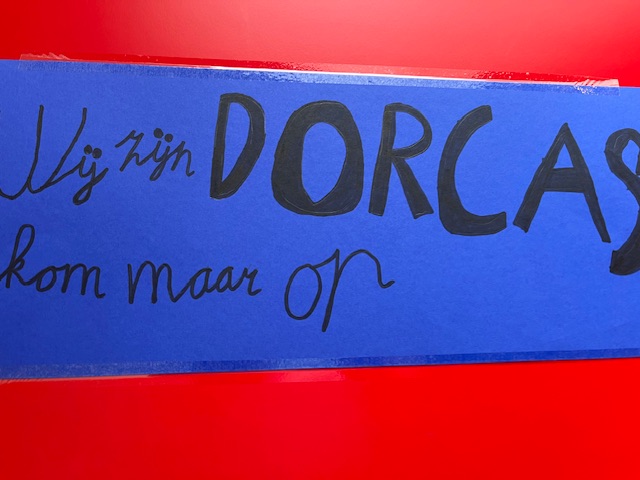 Wij zijn DORCAS
kom maar op